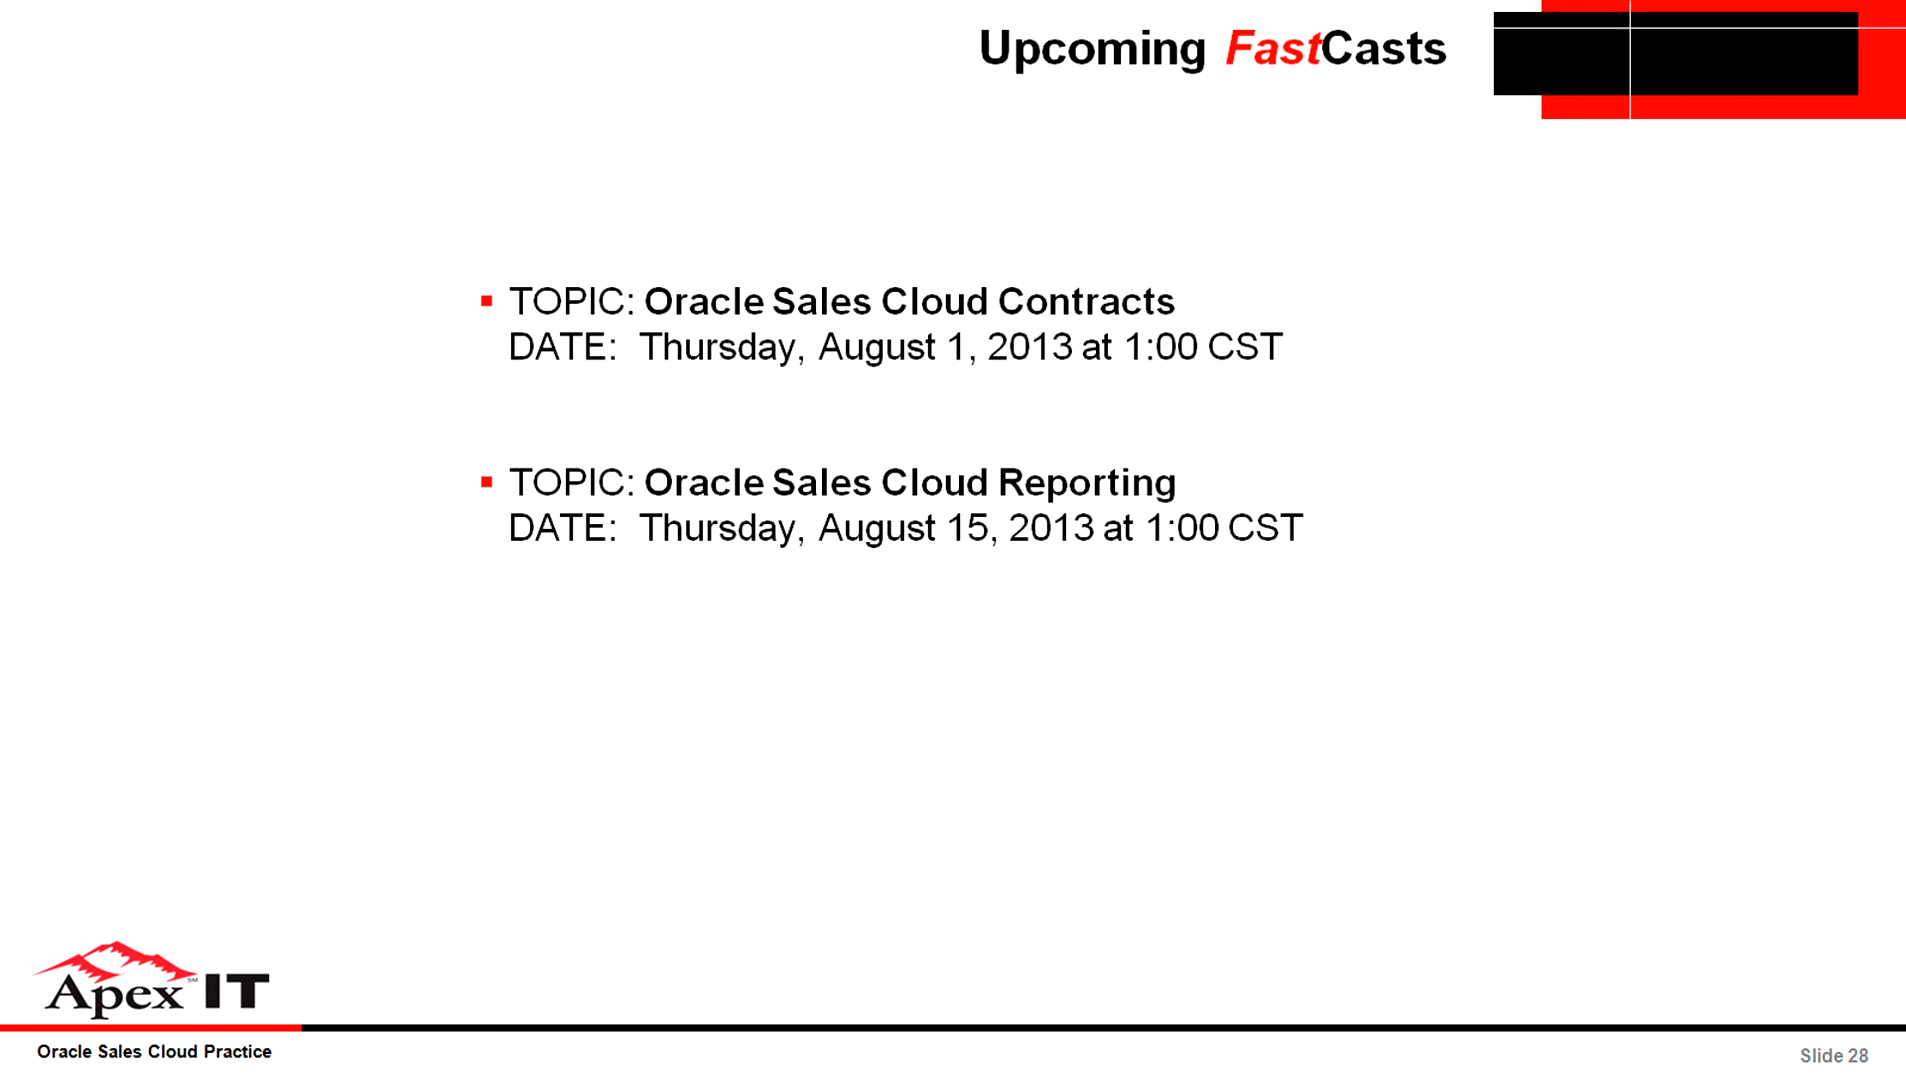 Upcoming FastCasts
▪ TOPIC: Oracle Sales Cloud Contracts
DATE: Thursday, August 1, 2013 at 1:00 CST
▪ TOPIC: Oracle Sales Cloud Reporting
DATE: Thursday, August 15, 2013 at 1:00 CST
Apex IT
SM
Oracle Sales Cloud Practice
Slide 28